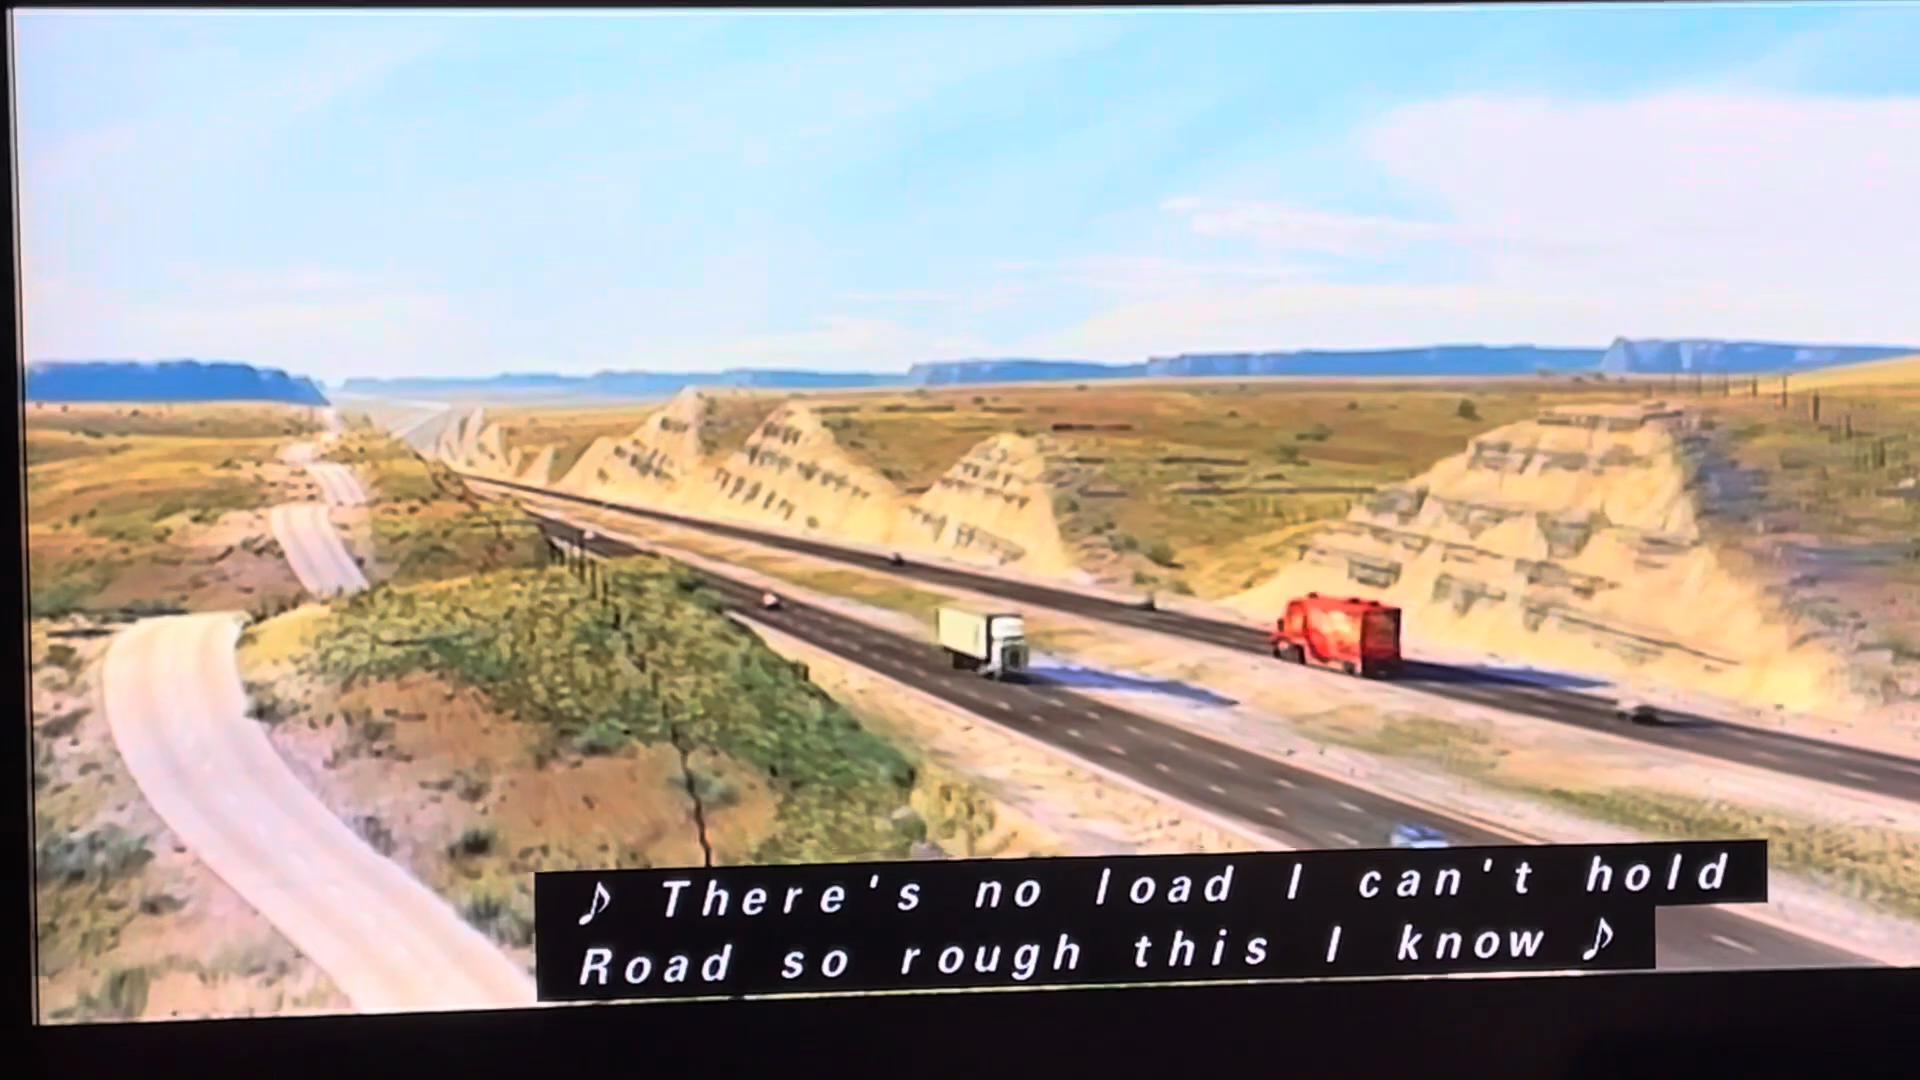 ♪ There's no load I can't hold
Road so rough this I know ♪